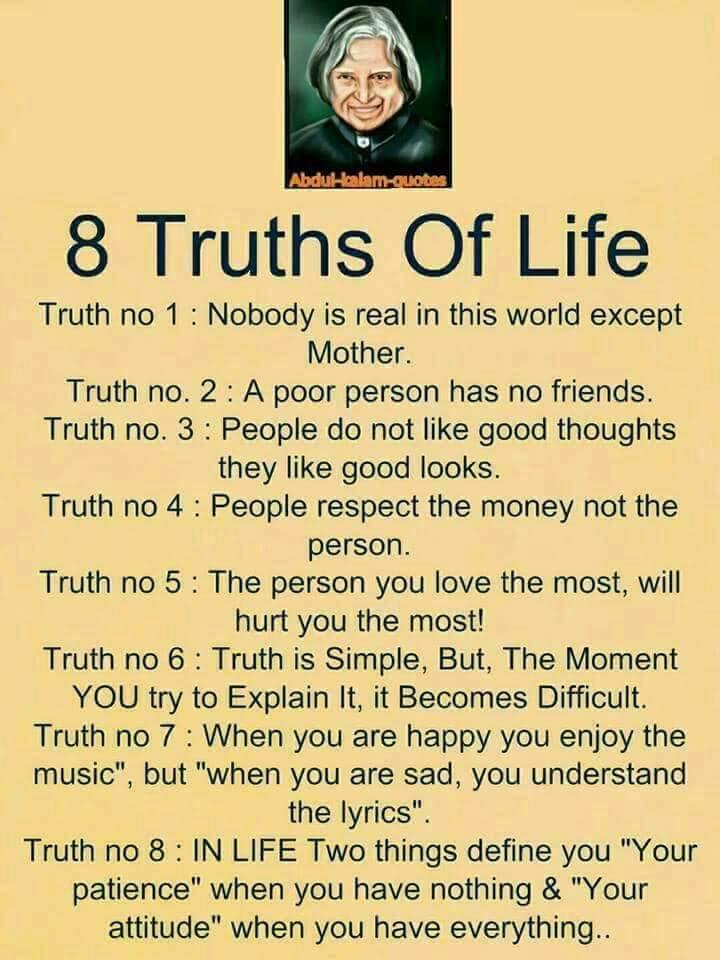 Abdul-kalam-quotes
8 Truths Of Life
Truth no 1 : Nobody is real in this world except
Mother.
Truth no. 2 : A poor person has no friends.
Truth no. 3 : People do not like good thoughts
they like good looks.
Truth no 4 : People respect the money not the
person.
Truth no 5 : The person you love the most, will
hurt you the most!
Truth no 6 : Truth is Simple, But, The Moment
YOU try to Explain It, it Becomes Difficult.
Truth no 7 : When you are happy you enjoy the
music", but "when you are sad, you understand
the lyrics".
Truth no 8 : IN LIFE Two things define you "Your
patience" when you have nothing & "Your
attitude" when you have everything..